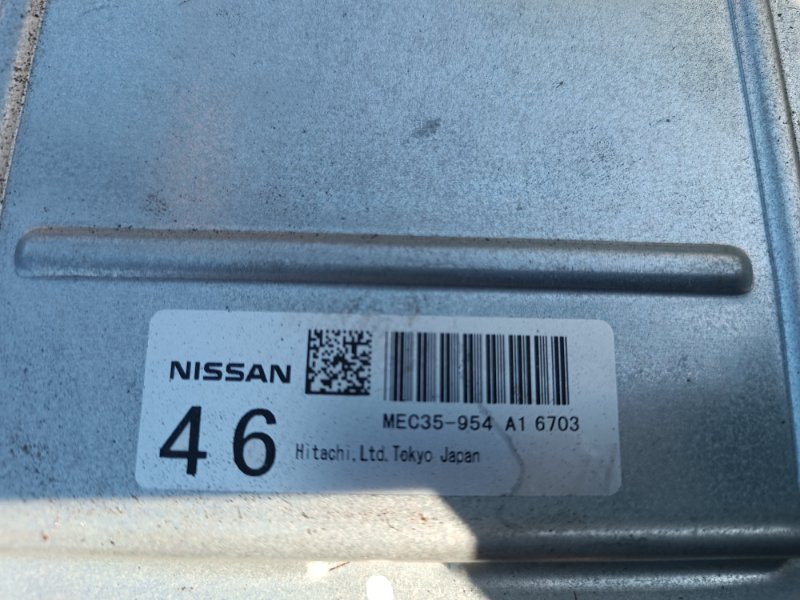 NISSAN
MEC35-954 A1 6703
46
Hitachi,Ltd.Tokyo Japan